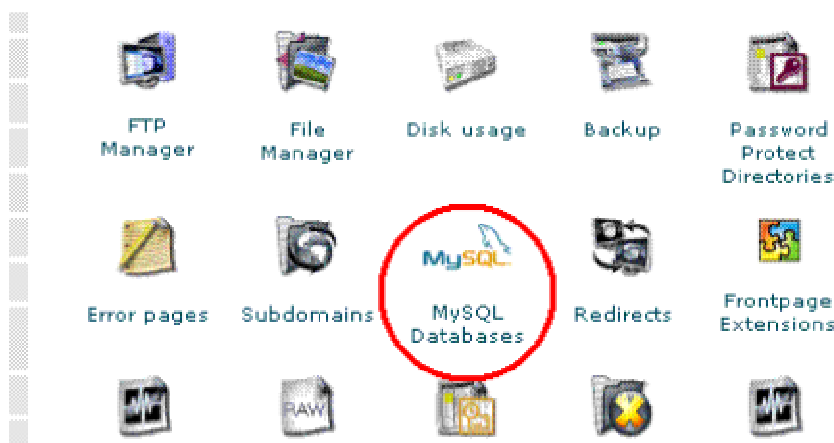 FTP
Manager
File
Manager
Disk usage
Backup
Password
Protect
Directories
MySQL
Error pages
Subdomains
MySQL
Databases
Redirects
Frontpage
Extensions
RAW